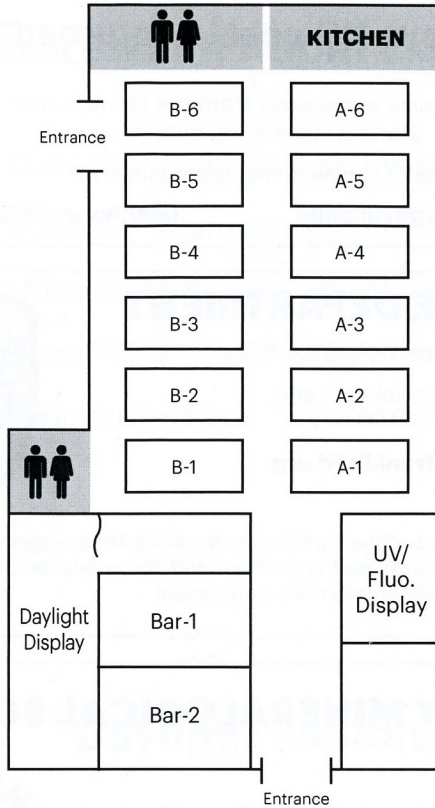 KITCHEN
B-6
A-6
Entrance
B-5
A-5
B-4
A-4
B-3
A-3
B-2
A-2
B-1
A-1
UV/
Fluo.
Display
Daylight
Display
Bar-1
Bar-2
Entrance